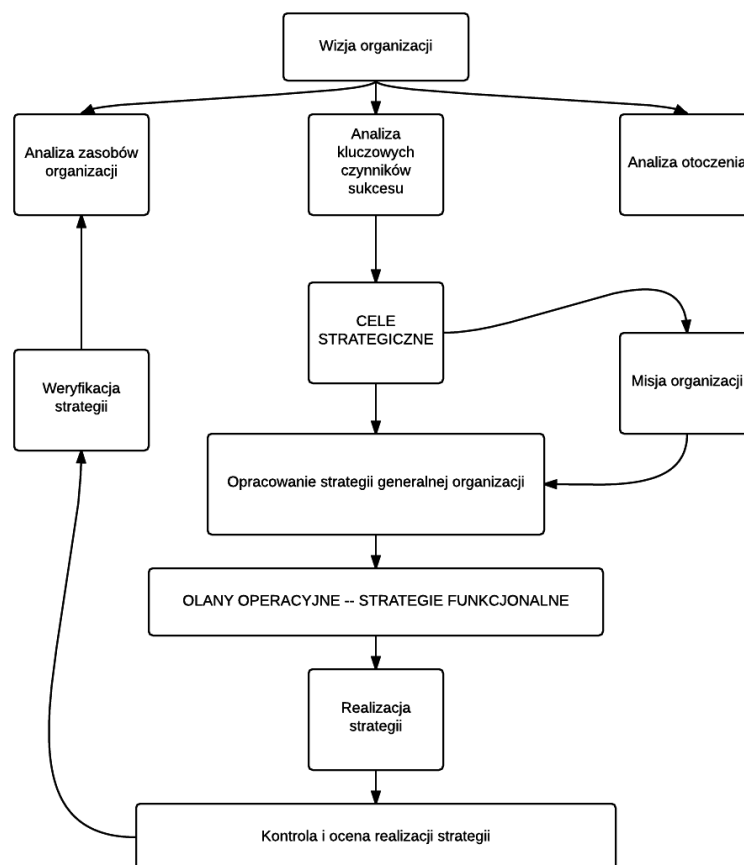 Wizja organizacji
Analiza zasobów
organizacji
Analiza
kluczowych
czynników
sukcesu
Analiza otoczenia
CELE
STRATEGICZNE
Weryfikacja
strategii
Misja organizacji
Opracowanie strategii generalnej organizacji
OLANY OPERACYJNE -- STRATEGIE FUNKCJONALNE
Realizacja
strategii
Kontrola i ocena realizacji strategii